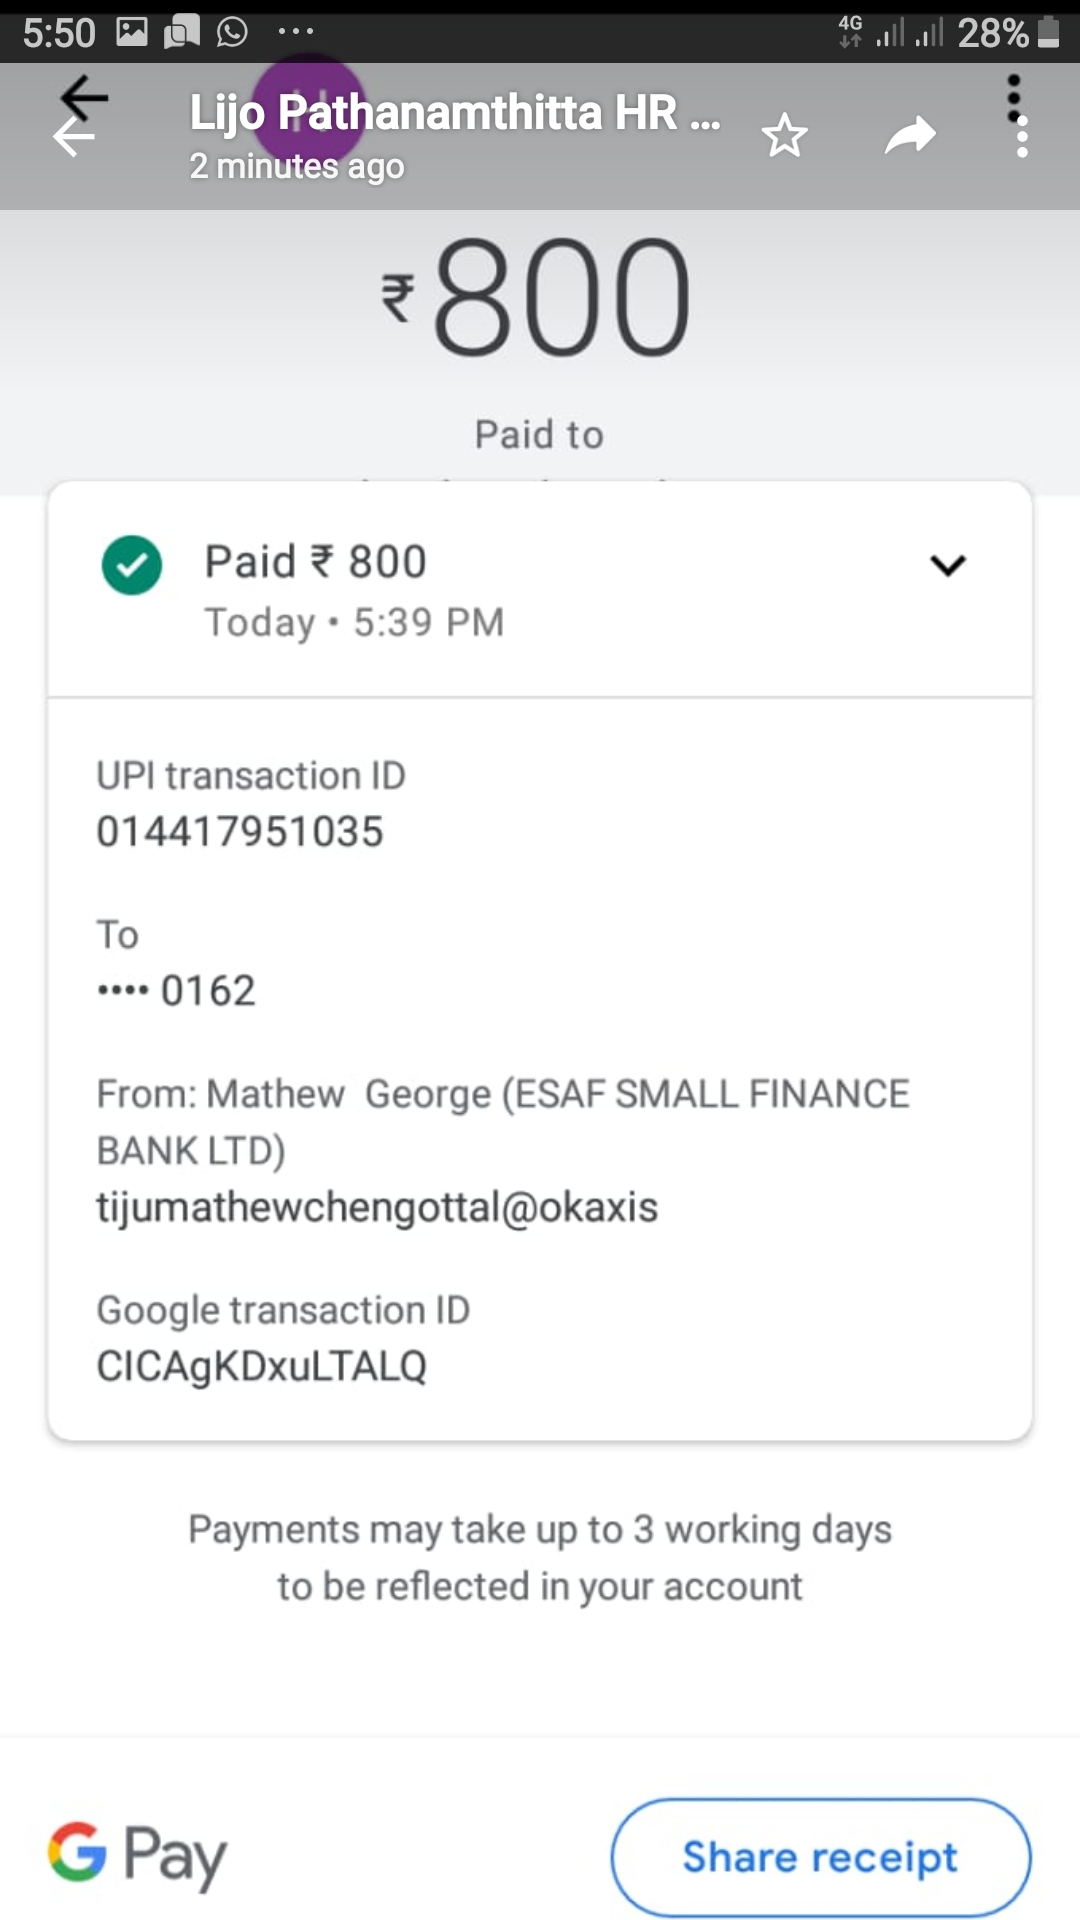 5:50
4G
28%
Lijo Pathanamthitta HR ...
2 minutes ago
₹800
Paid to
Paid ₹ 800
Today • 5:39 PM
UPI transaction ID
014417951035
To
•••• 0162
From: Mathew  George (ESAF SMALL FINANCE
BANK LTD)
tijumathewchengottal@okaxis
Google transaction ID
CICAgKDxuLTALQ
Payments may take up to 3 working days
to be reflected in your account
G Pay
Share receipt